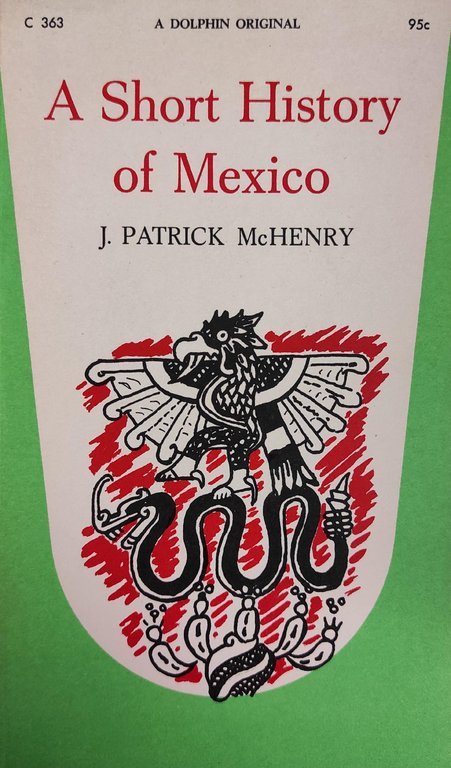 C 363 A DOLPHIN ORIGINAL 95c
A Short History
of Mexico
J. PATRICK McHENRY